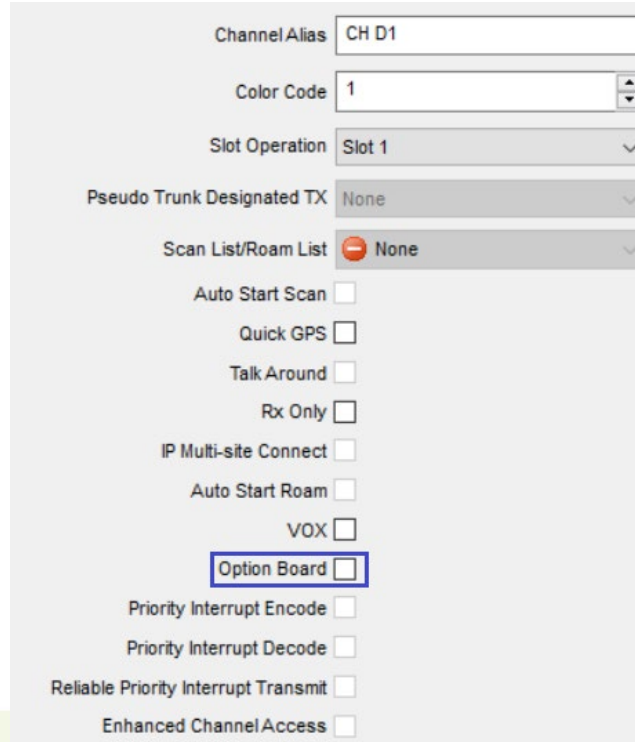 Channel Alias CH D1
Color Code 1
Slot Operation Slot 1
Pseudo Trunk Designated TX None
Scan List/Roam List None
Auto Start Scan
Quick GPS
Talk Around
Rx Only
IP Multi-site Connect
Auto Start Roam
VOX
Option Board
Priority Interrupt Encode
Priority Interrupt Decode
Reliable Priority Interrupt Transmit
Enhanced Channel Access